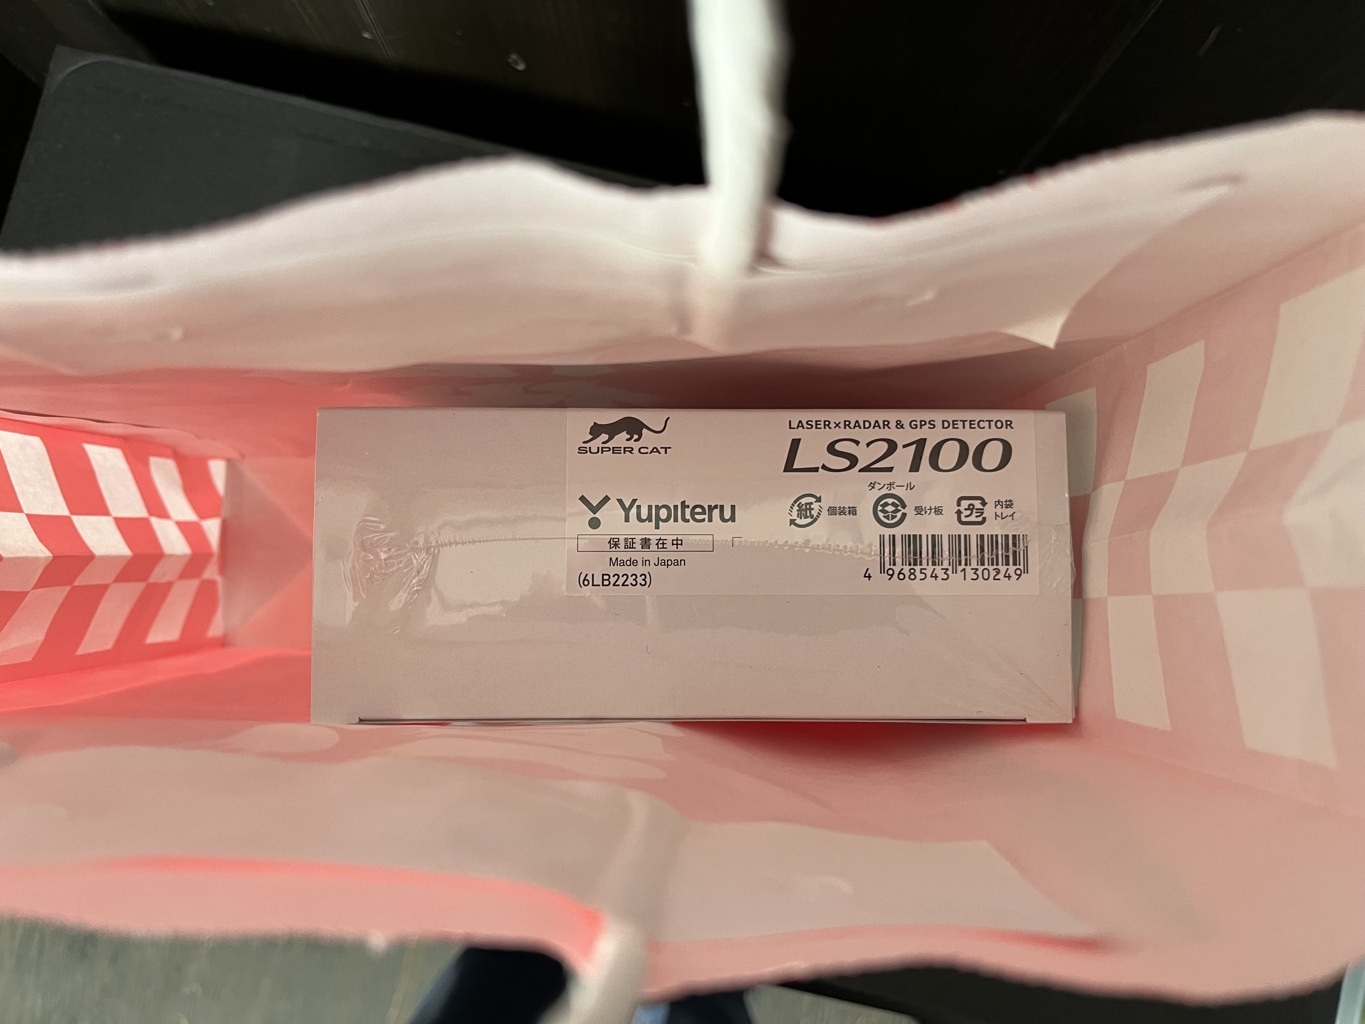 SUPER CAT
LASER×RADAR & GPS DETECTOR
LS2100
Yupiteru
ダンボール
紙
個装箱
受け板
プラ
内袋
トレイ
保証書在中
Made in Japan
(6LB2233)
4 968543 130249